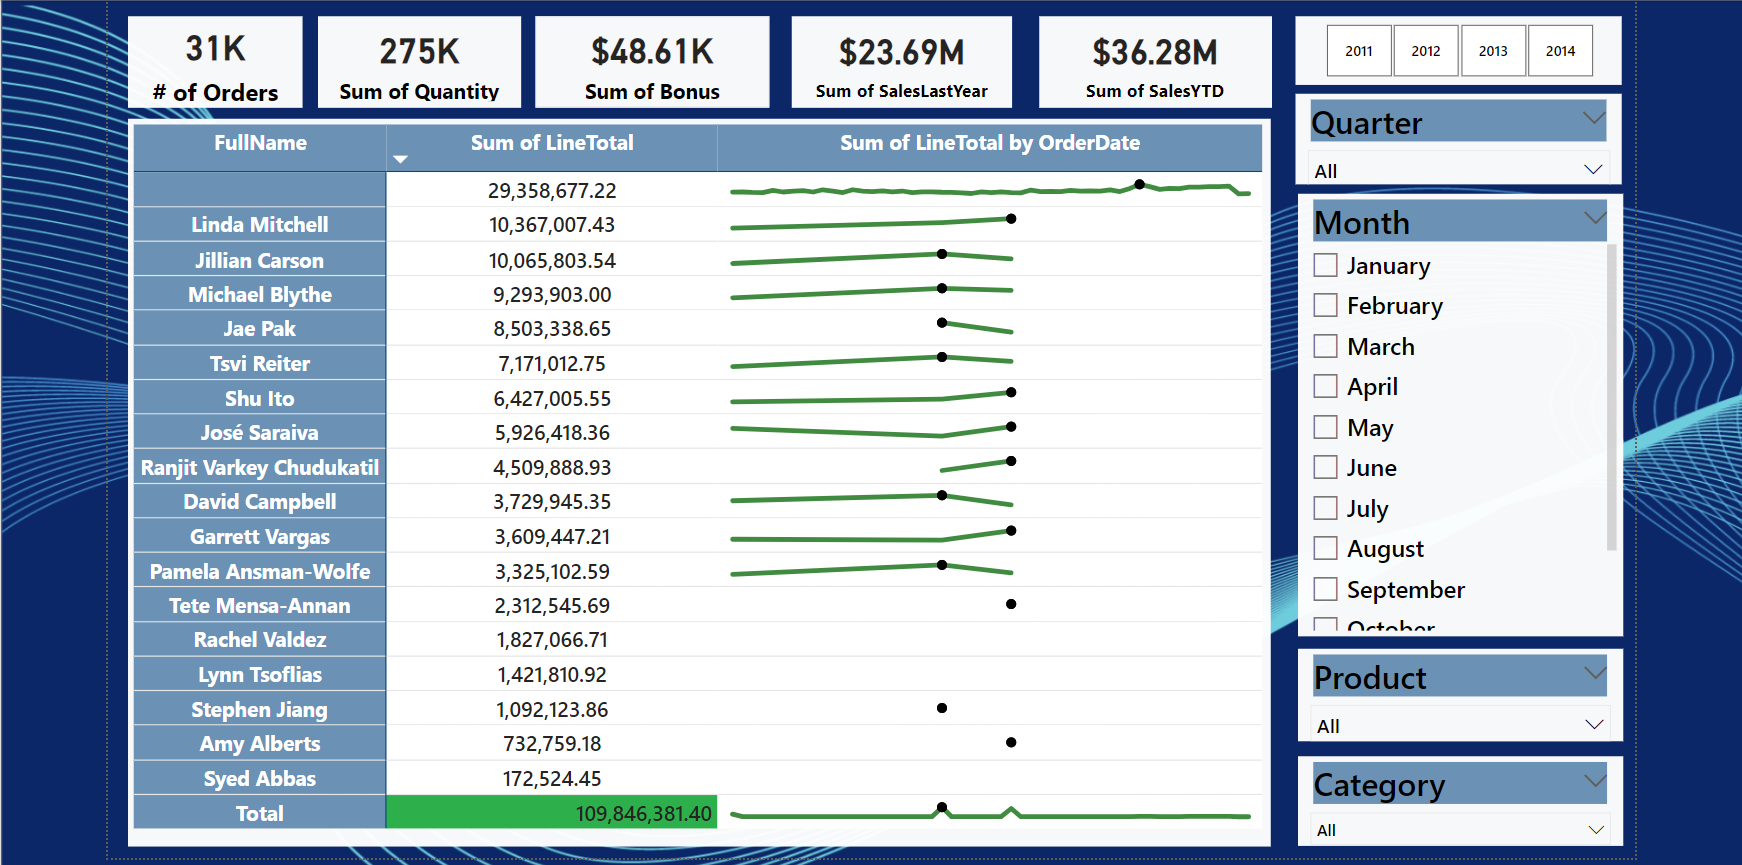 31K
# of Orders
275K
Sum of Quantity
$48.61K
Sum of Bonus
$23.69M
Sum of SalesLastYear
$36.28M
Sum of SalesYTD
2011 2012 2013 2014
FullName Sum of LineTotal Sum of LineTotal by OrderDate
29,358,677.22
Linda Mitchell 10,367,007.43
Jillian Carson 10,065,803.54
Michael Blythe 9,293,903.00
Jae Pak 8,503,338.65
Tsvi Reiter 7,171,012.75
Shu Ito 6,427,005.55
José Saraiva 5,926,418.36
Ranjit Varkey Chudukatil 4,509,888.93
David Campbell 3,729,945.35
Garrett Vargas 3,609,447.21
Pamela Ansman-Wolfe 3,325,102.59
Tete Mensa-Annan 2,312,545.69
Rachel Valdez 1,827,066.71
Lynn Tsoflias 1,421,810.92
Stephen Jiang 1,092,123.86
Amy Alberts 732,759.18
Syed Abbas 172,524.45
Total 109,846,381.40
Quarter
All
Month
January
February
March
April
May
June
July
August
September
October
Product
All
Category
All